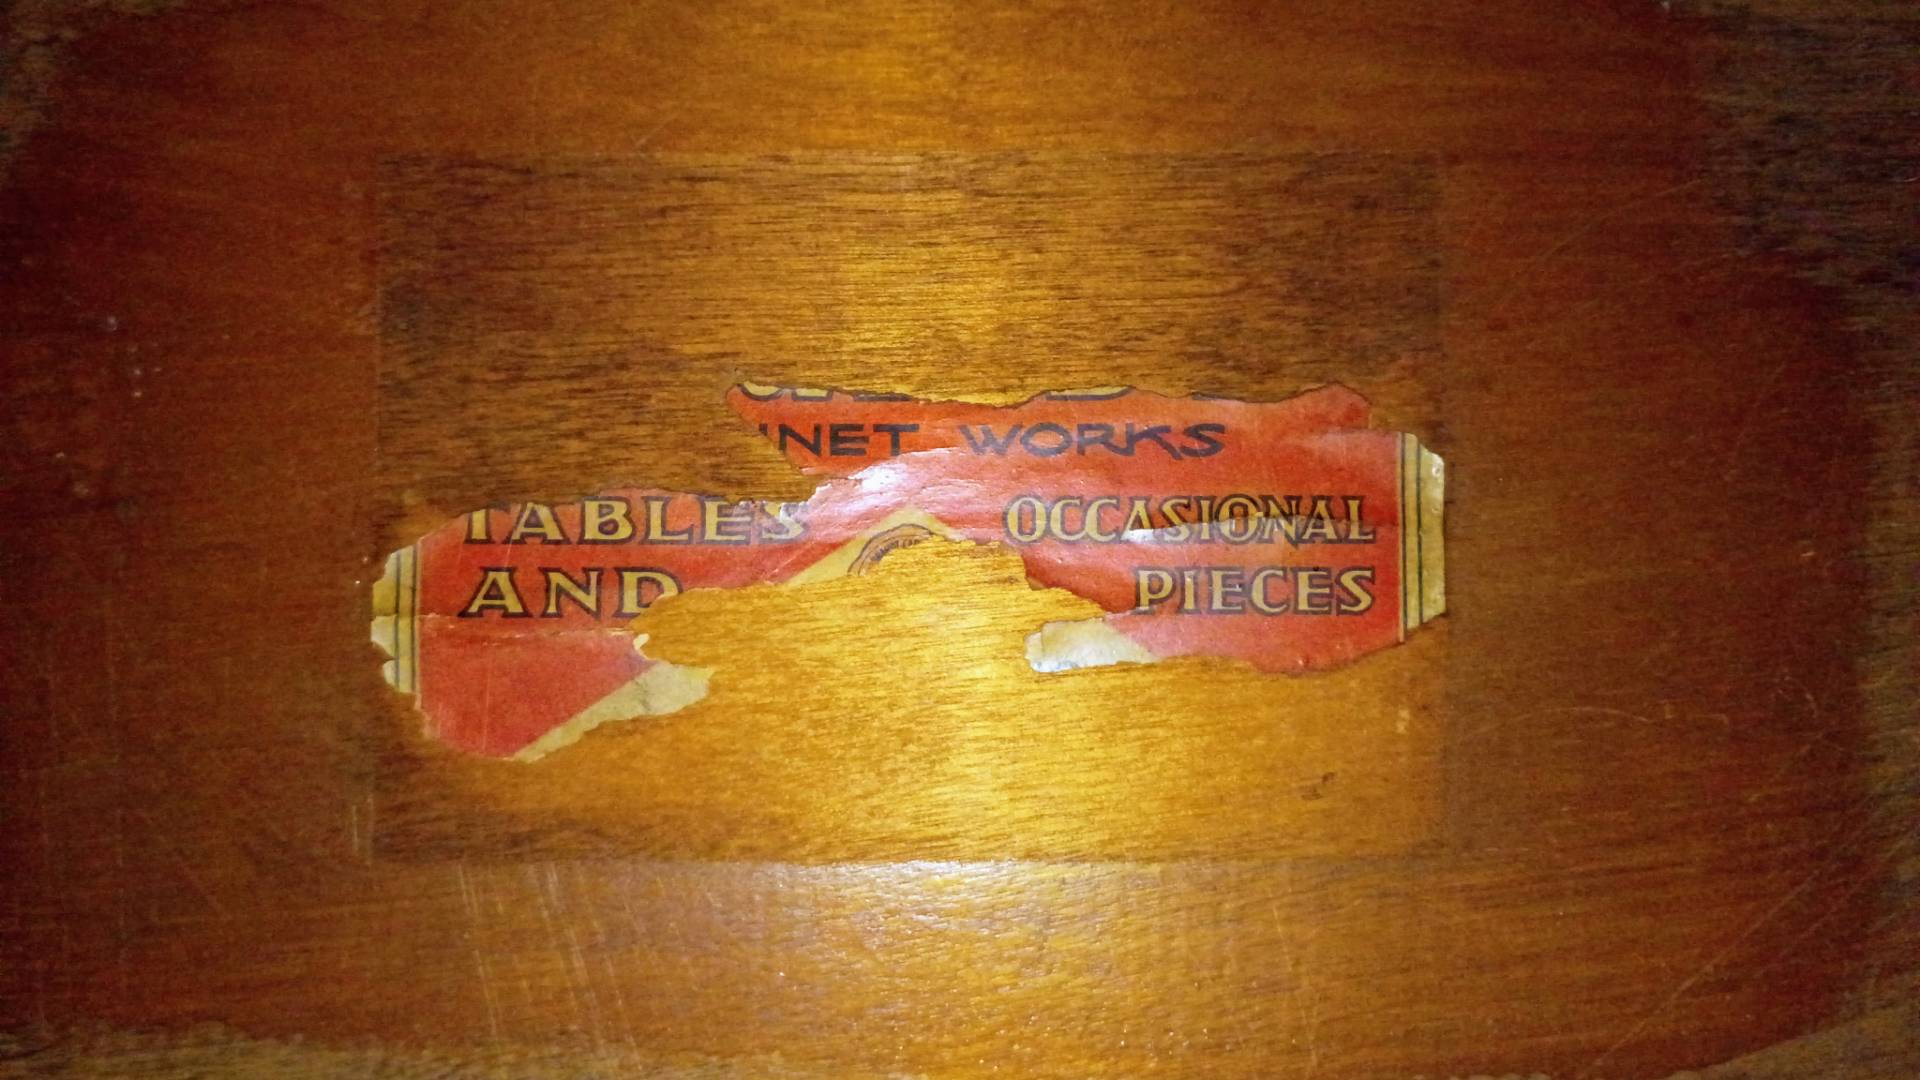 INET WORKS
TABLES OCCASIONAL
AND PIECES